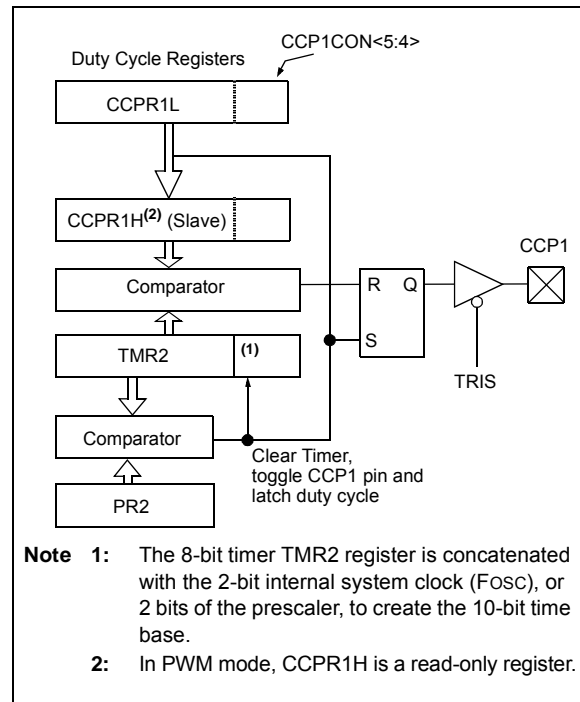 CCP1CON<5:4>
Duty Cycle Registers
CCPR1L
CCPR1H(2) (Slave)
CCP1
Comparator
R Q
TMR2 (1)
S
TRIS
Comparator
Clear Timer,
toggle CCP1 pin and
latch duty cycle
PR2
Note 1: The 8-bit timer TMR2 register is concatenated
with the 2-bit internal system clock (FOSC), or
2 bits of the prescaler, to create the 10-bit time
base.
2: In PWM mode, CCPR1H is a read-only register.